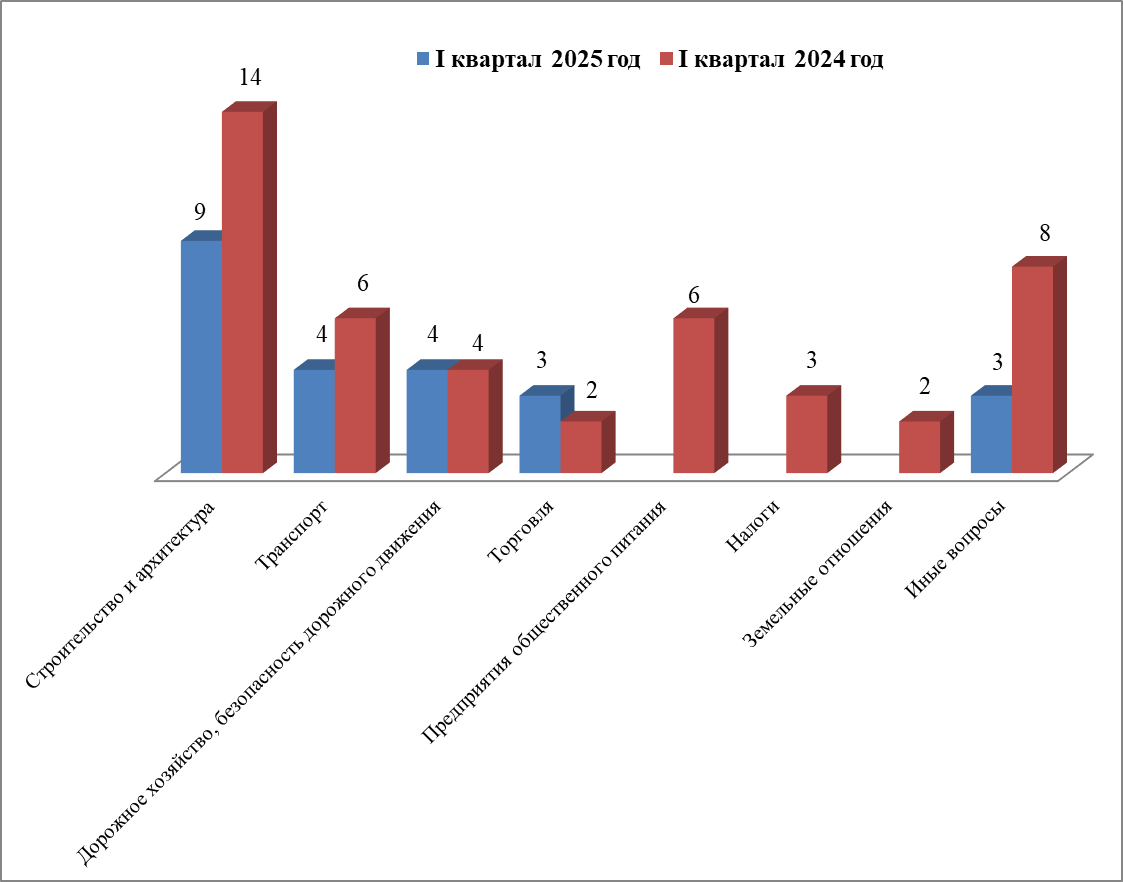 I квартал 2025 год I квартал 2024 год
14
9
4
6
4
4
3
2
6
3
2
3
8
Строительство и архитектура
Транспорт
Дорожное хозяйство, безопасность дорожного движения
Торговля
Предприятия общественного питания
Налоги
Земельные отношения
Иные вопросы